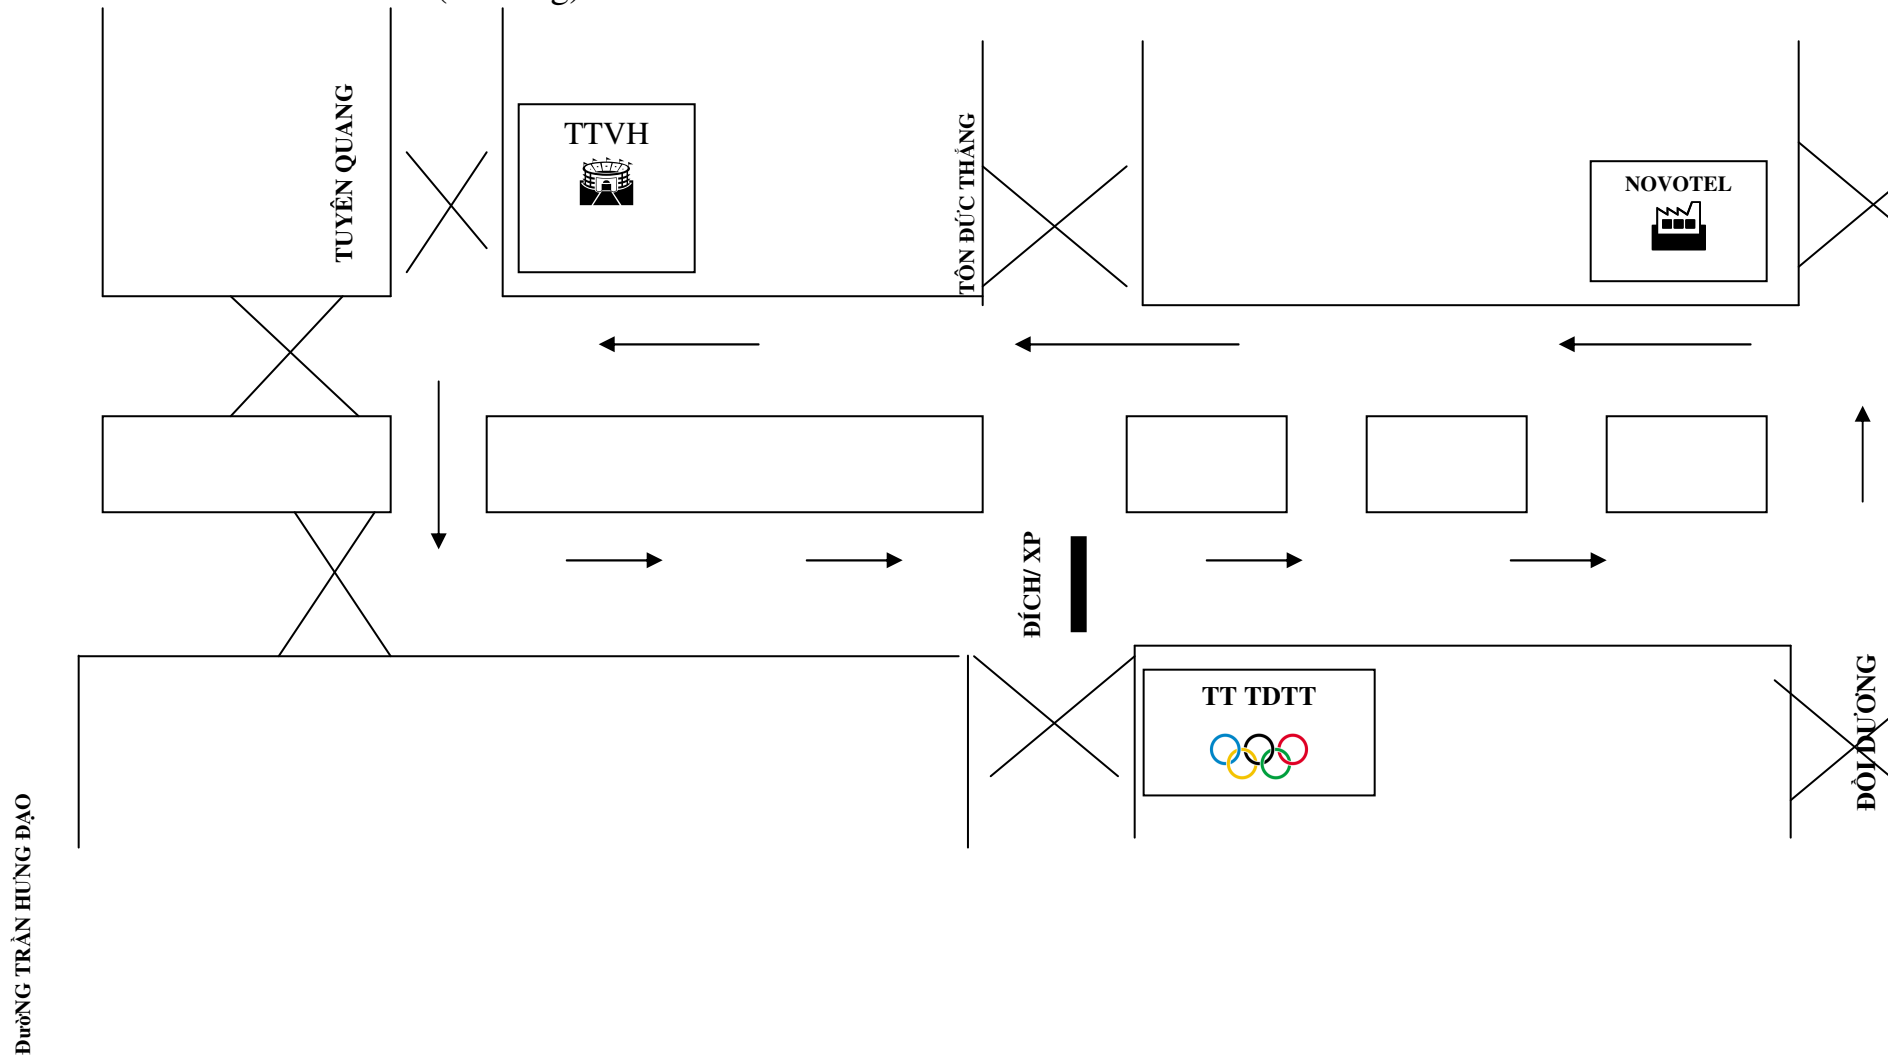 TUYÊN QUANG
TTVH
TÔN ĐỨC THẮNG
NOVOTEL
ĐÍCH/ XP
TT TDTT
ĐỒI DƯƠNG
ĐườNG TRẦN HƯNG ĐẠO